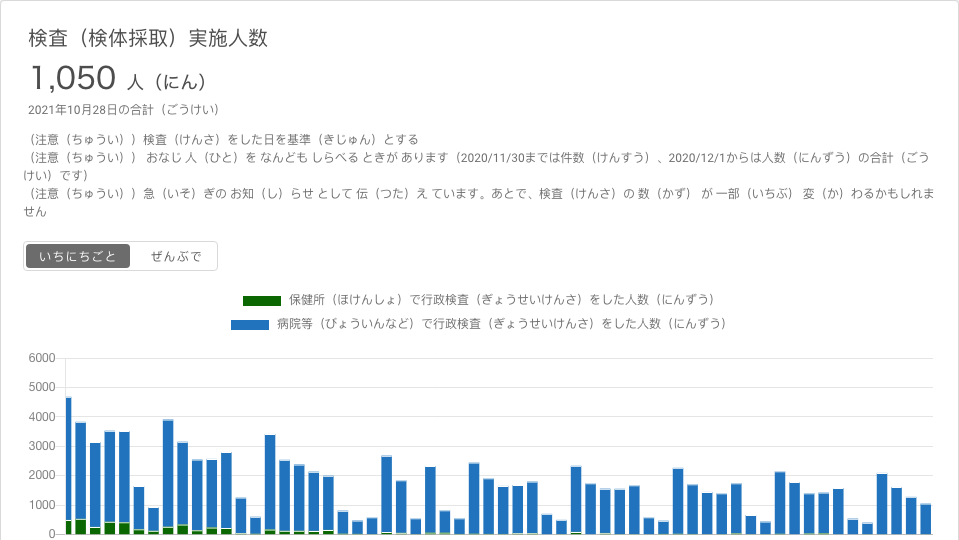 検査（検体採取）実施人数
1,050 人（にん）
2021年10月28日の合計（ごうけい）
（注意（ちゅうい））検査（けんさ）をした日を基準（きじゅん）とする
（注意（ちゅうい）） おなじ 人（ひと）を なんども しらべる ときが あります（2020/11/30までは件数（けんすう）、2020/12/1からは人数（にんずう）の合計（ごう
けい）です）
（注意（ちゅうい））急（いそ）ぎの お知（し）らせ として 伝（つた）え ています。あとで、検査（けんさ）の 数（かず） が 一部（いちぶ） 変（か）わるかもしれま
せん
いちにちごと ぜんぶで
保健所（ほけんしょ）で行政検査（ぎょうせいけんさ）をした人数（にんずう）
病院等（びょういんなど）で行政検査（ぎょうせいけんさ）をした人数（にんずう）
6000
5000
4000
3000
2000
1000
0